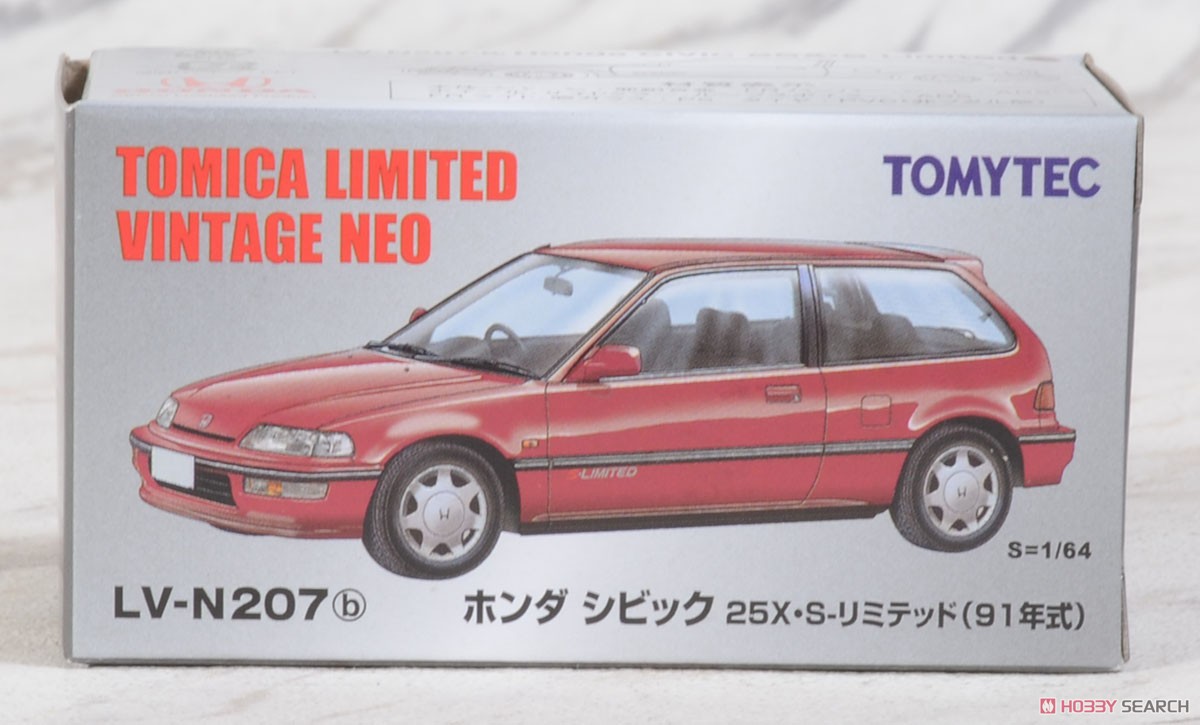 TOMICA LIMITED
VINTAGE NEO
TOMYTEC
S-LIMITED
S=1/64
LV-N207ⓑ
ホンダ シビック 25X・S-リミテッド(91年式)
HOBBY SEARCH